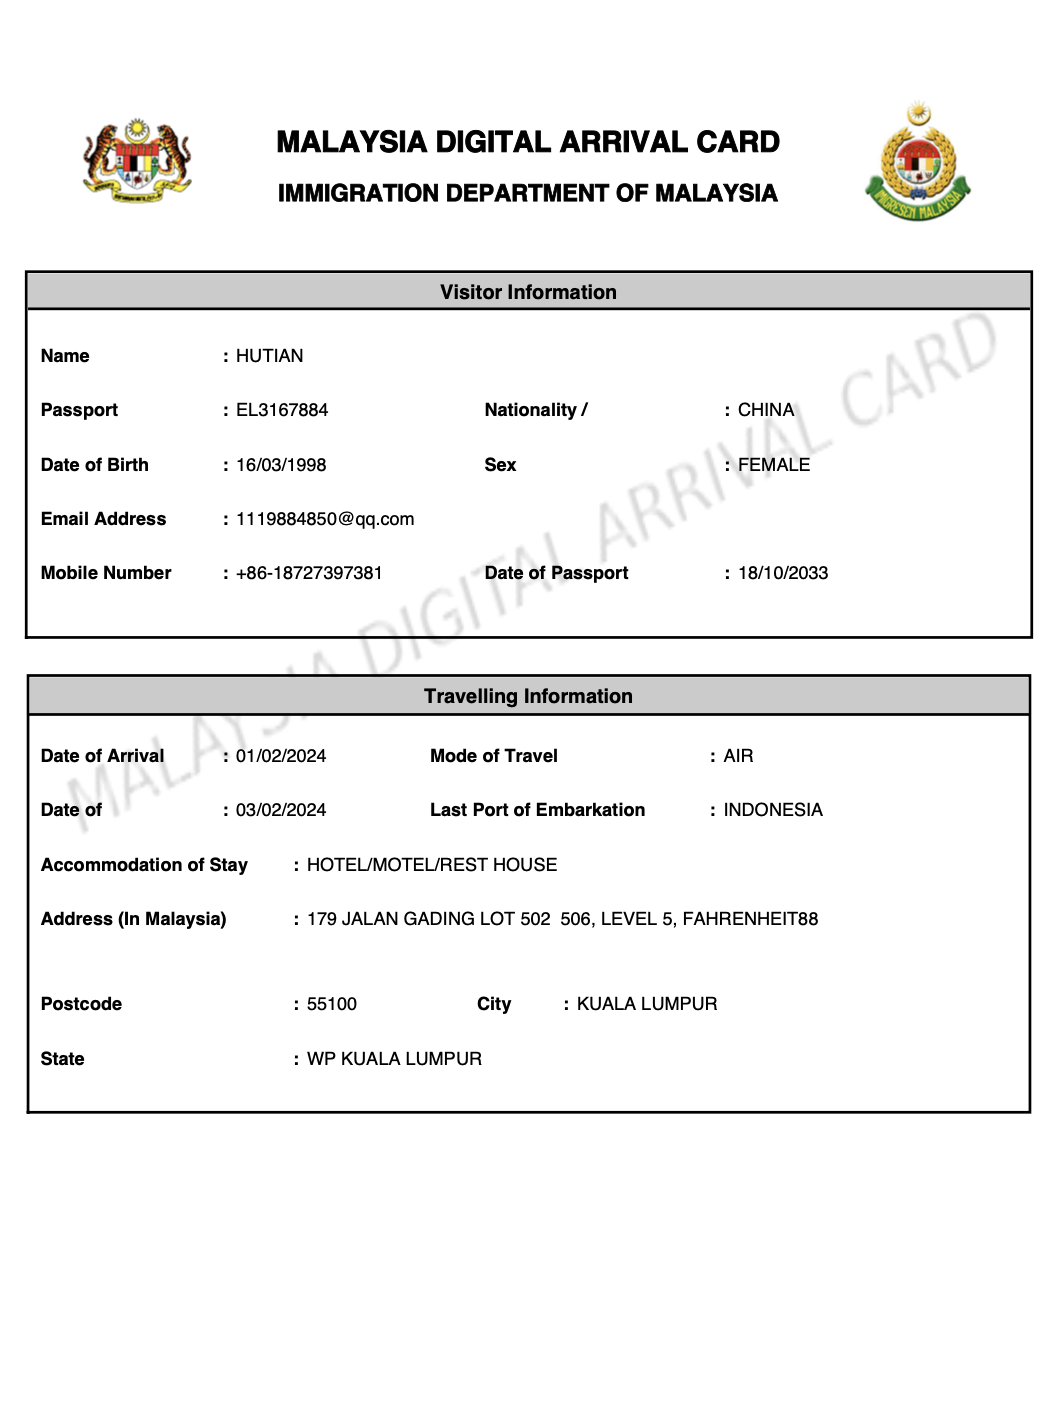 MALAYSIA DIGITAL ARRIVAL CARD
IMMIGRATION DEPARTMENT OF MALAYSIA
IMIGRESEN MALAYSIA
Visitor Information
Name : HUTIAN
Passport : EL3167884 Nationality / : CHINA
Date of Birth : 16/03/1998 Sex : FEMALE
Email Address : 1119884850@qq.com
Mobile Number : +86-18727397381 Date of Passport : 18/10/2033
MALAYSIA DIGITAL ARRIVAL CARD
Travelling Information
Date of Arrival : 01/02/2024 Mode of Travel : AIR
Date of : 03/02/2024 Last Port of Embarkation : INDONESIA
Accommodation of Stay : HOTEL/MOTEL/REST HOUSE
Address (In Malaysia) : 179 JALAN GADING LOT 502 506, LEVEL 5, FAHRENHEIT88
Postcode : 55100 City : KUALA LUMPUR
State : WP KUALA LUMPUR